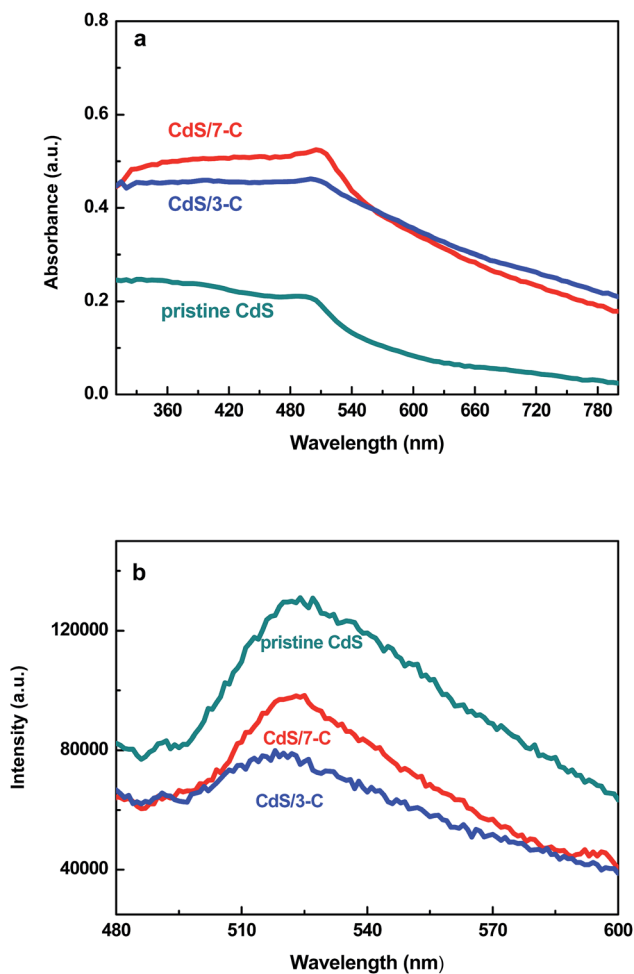 a
0.8
0.6
0.4
0.2
0.0
Absorbance (a.u.)
CdS/7-C
CdS/3-C
pristine CdS
360 420 480 540 600 660 720 780
Wavelength (nm)
b
120000
80000
40000
Intensity (a.u.)
pristine CdS
CdS/7-C
CdS/3-C
480 510 540 570 600
Wavelength (nm)